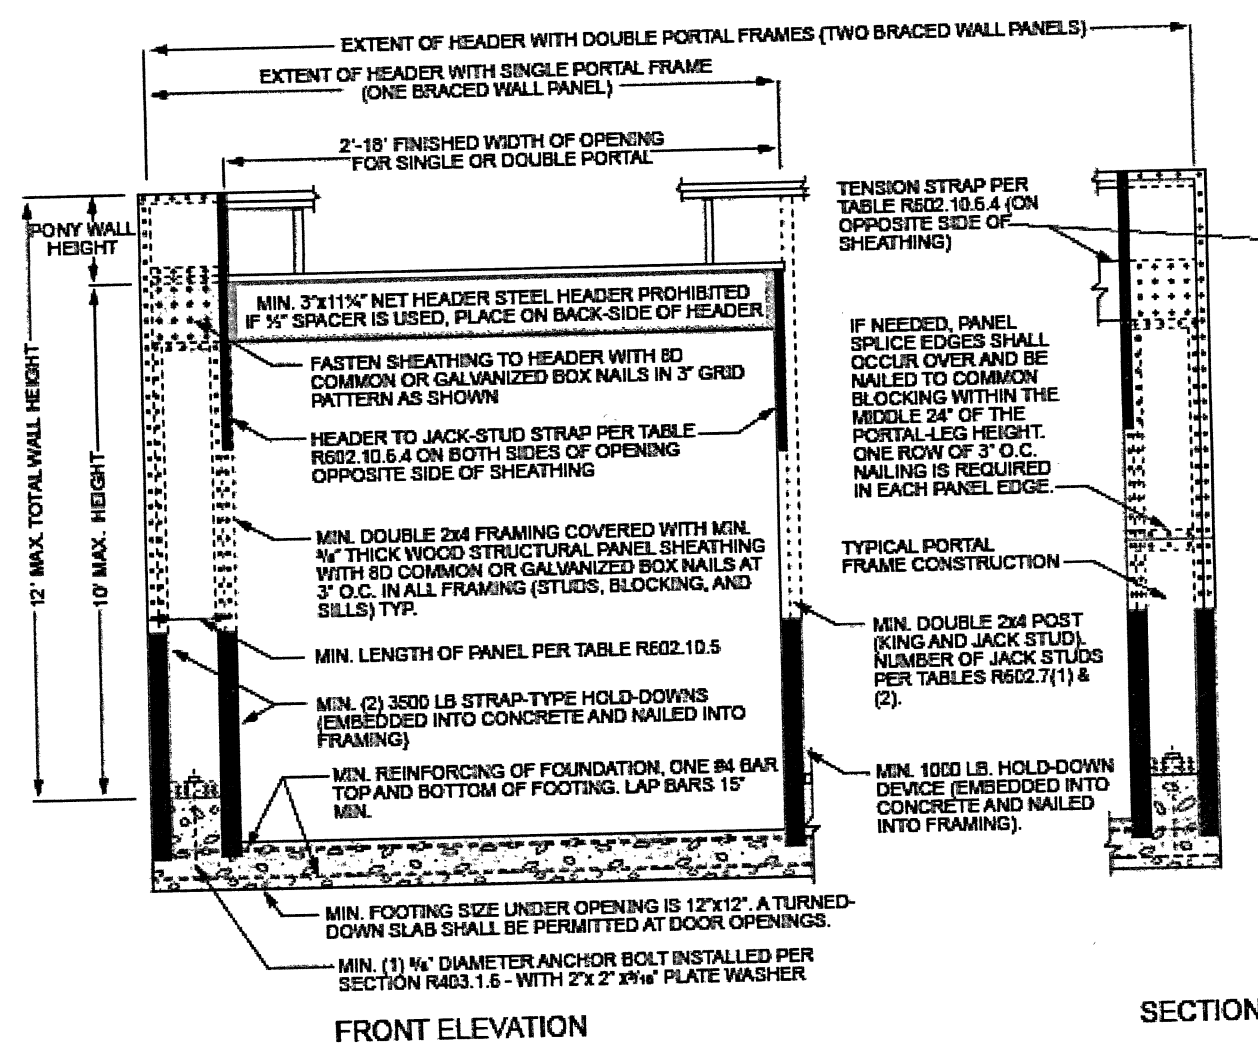 EXTENT OF HEADER WITH DOUBLE PORTAL FRAMES (TWO BRACED WALL PANELS)
EXTENT OF HEADER WITH SINGLE PORTAL FRAME
(ONE BRACED WALL PANEL)
2'-18' FINISHED WIDTH OF OPENING
FOR SINGLE OR DOUBLE PORTAL
PONY WALL
HEIGHT
12' MAX. TOTAL WALL HEIGHT
10' MAX. HEIGHT
MIN. 3"x11¼" NET HEADER STEEL HEADER PROHIBITED
IF ½" SPACER IS USED, PLACE ON BACK-SIDE OF HEADER
FASTEN SHEATHING TO HEADER WITH 8D
COMMON OR GALVANIZED BOX NAILS IN 3" GRID
PATTERN AS SHOWN
HEADER TO JACK-STUD STRAP PER TABLE
R602.10.6.4 ON BOTH SIDES OF OPENING
OPPOSITE SIDE OF SHEATHING
MIN. DOUBLE 2x4 FRAMING COVERED WITH MIN.
⅜" THICK WOOD STRUCTURAL PANEL SHEATHING
WITH 8D COMMON OR GALVANIZED BOX NAILS AT
3" O.C. IN ALL FRAMING (STUDS, BLOCKING, AND
SILLS) TYP.
MIN. LENGTH OF PANEL PER TABLE R602.10.5
MIN. (2) 3500 LB STRAP-TYPE HOLD-DOWNS
(EMBEDDED INTO CONCRETE AND NAILED INTO
FRAMING)
MIN. REINFORCING OF FOUNDATION, ONE #4 BAR
TOP AND BOTTOM OF FOOTING. LAP BARS 15"
MIN.
MIN. FOOTING SIZE UNDER OPENING IS 12"x12". A TURNED-
DOWN SLAB SHALL BE PERMITTED AT DOOR OPENINGS.
MIN. (1) ⅝" DIAMETER ANCHOR BOLT INSTALLED PER
SECTION R403.1.6 - WITH 2"x 2" x³⁄₁₆" PLATE WASHER
FRONT ELEVATION
TENSION STRAP PER
TABLE R602.10.6.4 (ON
OPPOSITE SIDE OF
SHEATHING)
IF NEEDED, PANEL
SPLICE EDGES SHALL
OCCUR OVER AND BE
NAILED TO COMMON
BLOCKING WITHIN THE
MIDDLE 24" OF THE
PORTAL-LEG HEIGHT.
ONE ROW OF 3" O.C.
NAILING IS REQUIRED
IN EACH PANEL EDGE.
TYPICAL PORTAL
FRAME CONSTRUCTION
MIN. DOUBLE 2x4 POST
(KING AND JACK STUD).
NUMBER OF JACK STUDS
PER TABLES R502.7(1) &
(2).
MIN. 1000 LB. HOLD-DOWN
DEVICE (EMBEDDED INTO
CONCRETE AND NAILED
INTO FRAMING).
SECTION